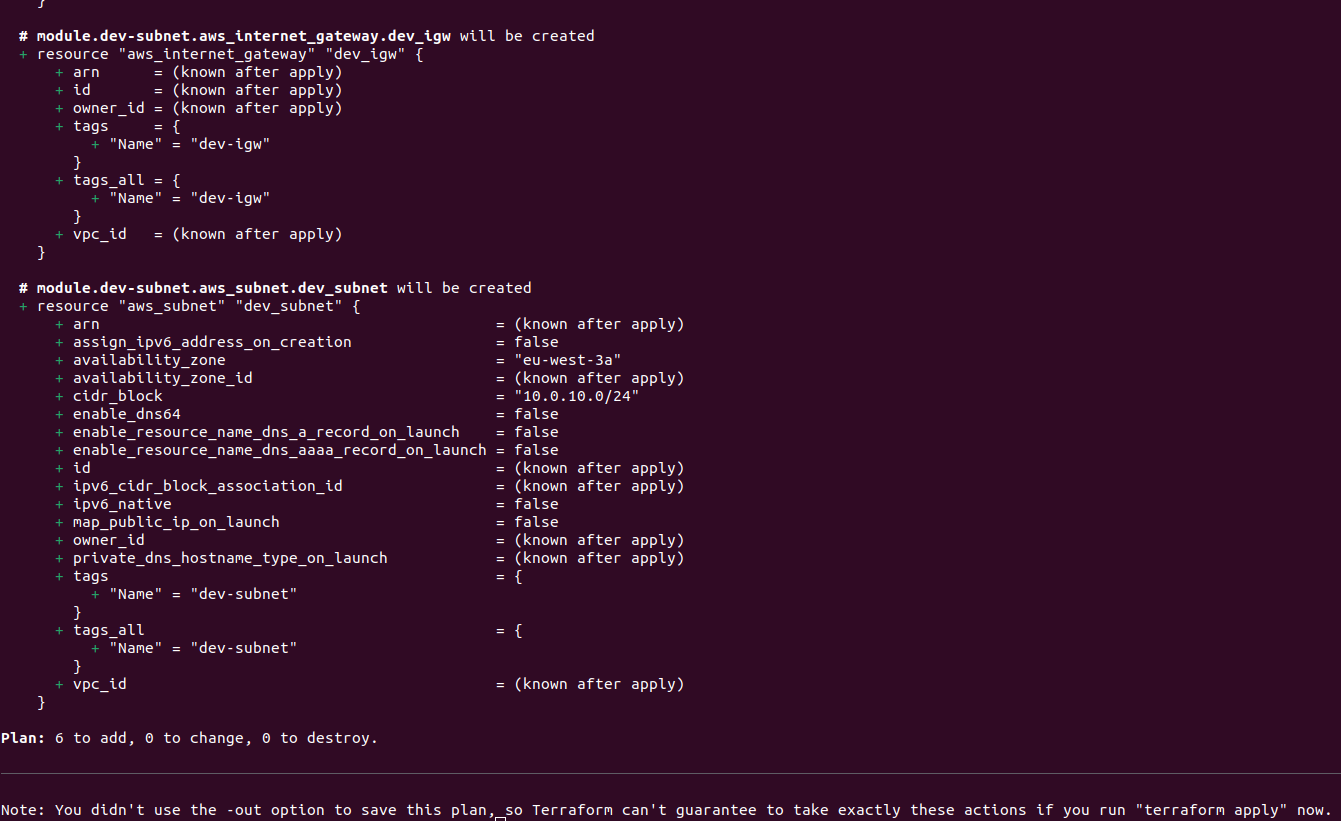 }
# module.dev-subnet.aws_internet_gateway.dev_igw will be created
+ resource "aws_internet_gateway" "dev_igw" {
+ arn      = (known after apply)
+ id       = (known after apply)
+ owner_id = (known after apply)
+ tags     = {
+ "Name" = "dev-igw"
}
+ tags_all = {
+ "Name" = "dev-igw"
}
+ vpc_id   = (known after apply)
}
# module.dev-subnet.aws_subnet.dev_subnet will be created
+ resource "aws_subnet" "dev_subnet" {
+ arn                                            = (known after apply)
+ assign_ipv6_address_on_creation                = false
+ availability_zone                              = "eu-west-3a"
+ availability_zone_id                           = (known after apply)
+ cidr_block                                     = "10.0.10.0/24"
+ enable_dns64                                   = false
+ enable_resource_name_dns_a_record_on_launch    = false
+ enable_resource_name_dns_aaaa_record_on_launch = false
+ id                                             = (known after apply)
+ ipv6_cidr_block_association_id                 = (known after apply)
+ ipv6_native                                    = false
+ map_public_ip_on_launch                        = false
+ owner_id                                       = (known after apply)
+ private_dns_hostname_type_on_launch            = (known after apply)
+ tags                                           = {
+ "Name" = "dev-subnet"
}
+ tags_all                                       = {
+ "Name" = "dev-subnet"
}
+ vpc_id                                         = (known after apply)
}
Plan: 6 to add, 0 to change, 0 to destroy.
Note: You didn't use the -out option to save this plan, so Terraform can't guarantee to take exactly these actions if you run "terraform apply" now.